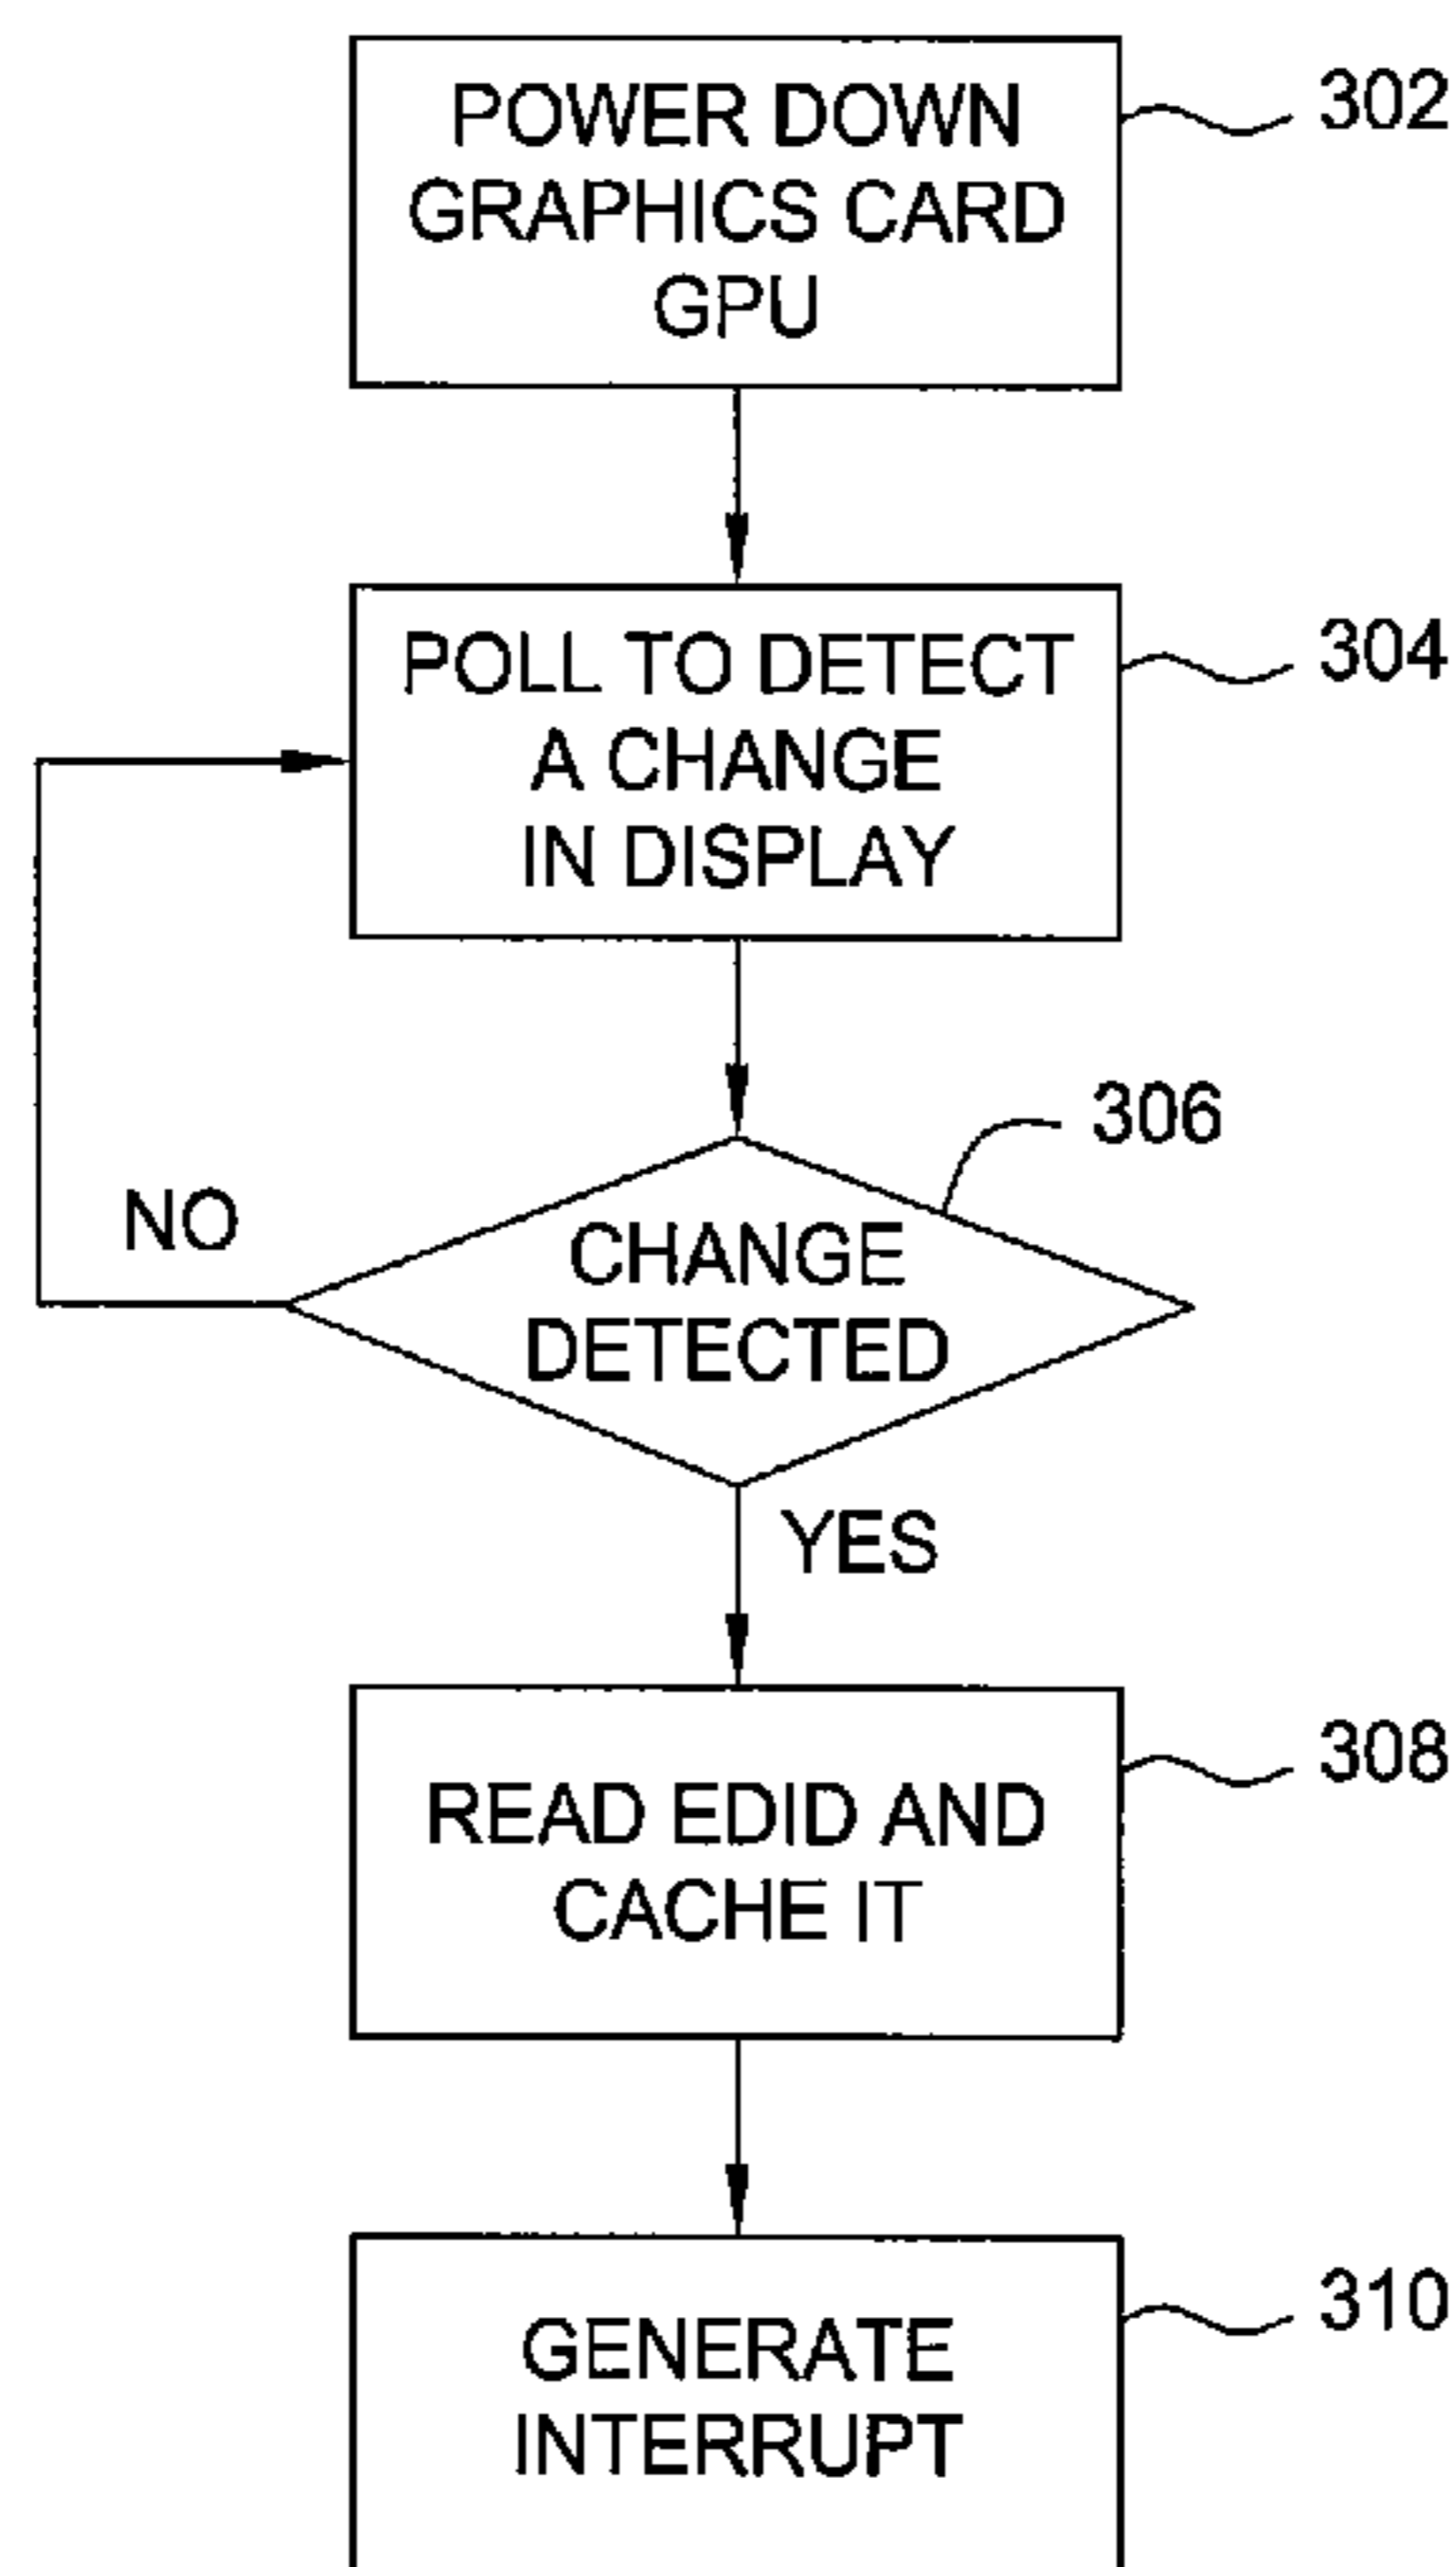 POWER DOWN
GRAPHICS CARD
GPU
302
POLL TO DETECT
A CHANGE
IN DISPLAY
304
306
NO
CHANGE
DETECTED
YES
READ EDID AND
CACHE IT
308
GENERATE
INTERRUPT
310